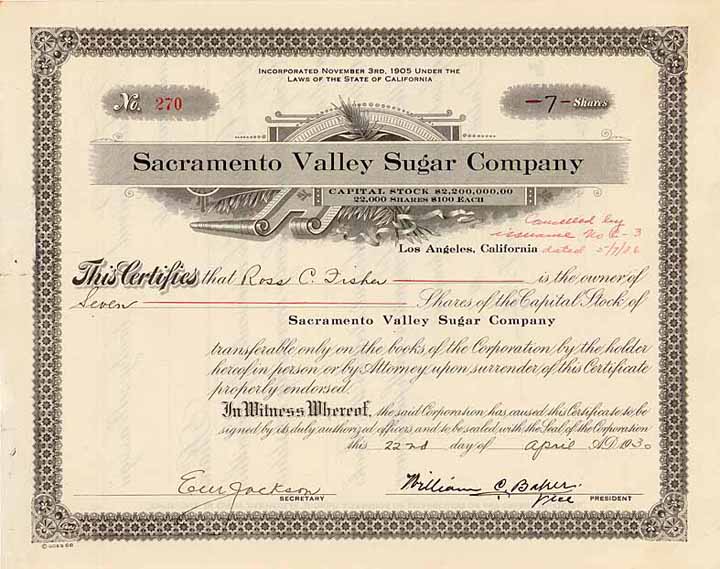 INCORPORATED NOVEMBER 3RD, 1905 UNDER THE
LAWS OF THE STATE OF CALIFORNIA
No. 270
-7- Shares
Sacramento Valley Sugar Company
CAPITAL STOCK $2,200,000.00
22,000 SHARES $100 EACH
Cancelled by
issuance No C-3
Los Angeles, California dated
This Certifies that Ross C. Fisher is the owner of
Seven Shares of the Capital Stock of
Sacramento Valley Sugar Company
transferable only on the books of the Corporation by the holder
hereof in person or by Attorney upon surrender of this Certificate
properly endorsed.
In Witness Whereof, the said Corporation has caused this Certificate to be
signed by its duly authorized officers and to be sealed with the Seal of the Corporation
this 22nd day of April A.D. 1930
Jackson
SECRETARY
William C. Baker
Vice PRESIDENT
© GOES 68